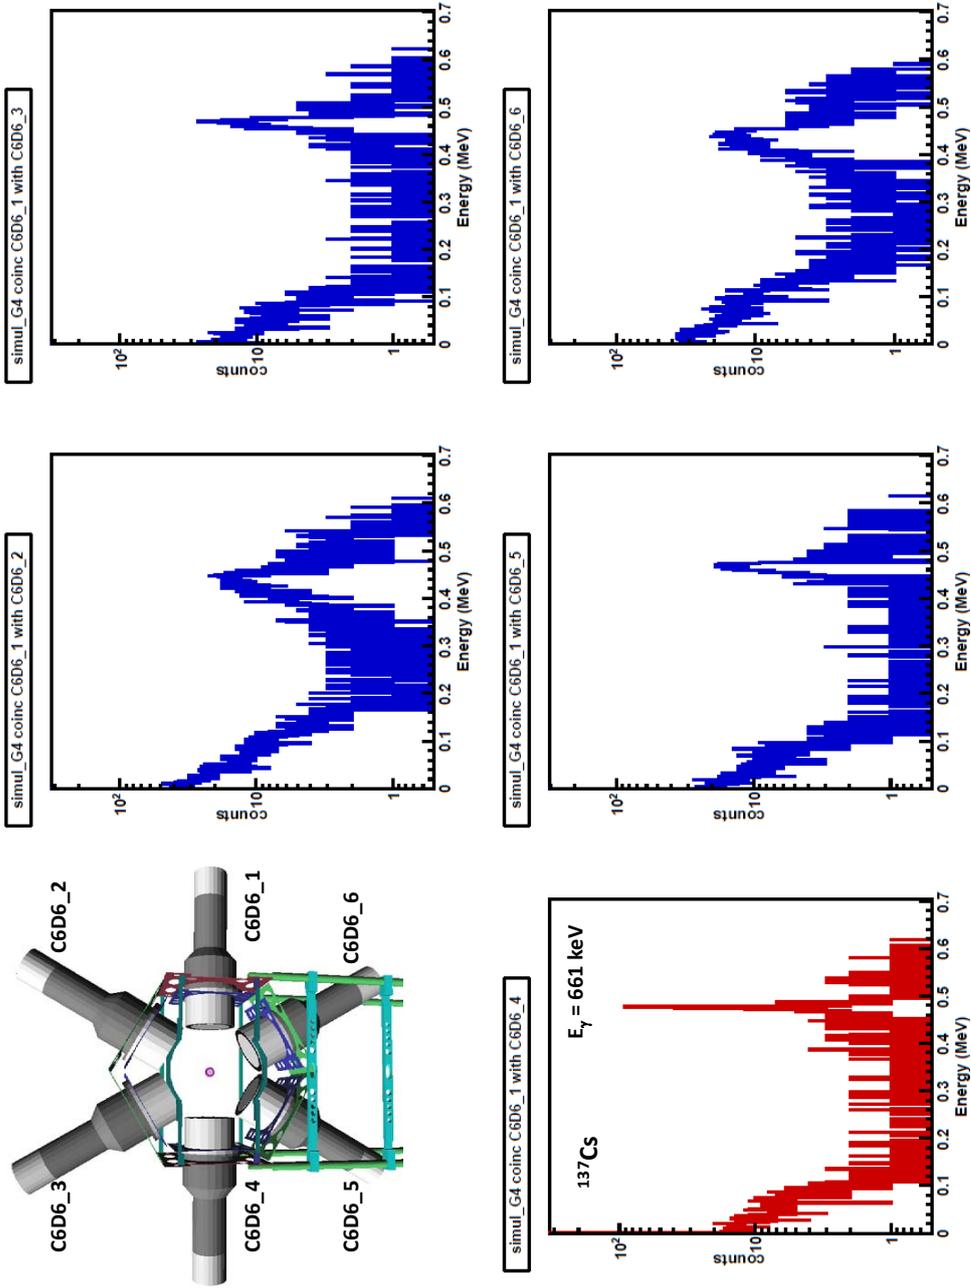 C6D6_3
C6D6_2
C6D6_4
C6D6_1
C6D6_5
C6D6_6
simul_G4 coinc C6D6_1 with C6D6_2
counts
10²
10
1
0 0.1 0.2 0.3 0.4 0.5 0.6 0.7
Energy (MeV)
simul_G4 coinc C6D6_1 with C6D6_3
counts
10²
10
1
0 0.1 0.2 0.3 0.4 0.5 0.6 0.7
Energy (MeV)
simul_G4 coinc C6D6_1 with C6D6_4
¹³⁷Cs
Eγ = 661 keV
counts
10²
10
1
0 0.1 0.2 0.3 0.4 0.5 0.6 0.7
Energy (MeV)
simul_G4 coinc C6D6_1 with C6D6_5
counts
10²
10
1
0 0.1 0.2 0.3 0.4 0.5 0.6 0.7
Energy (MeV)
simul_G4 coinc C6D6_1 with C6D6_6
counts
10²
10
1
0 0.1 0.2 0.3 0.4 0.5 0.6 0.7
Energy (MeV)